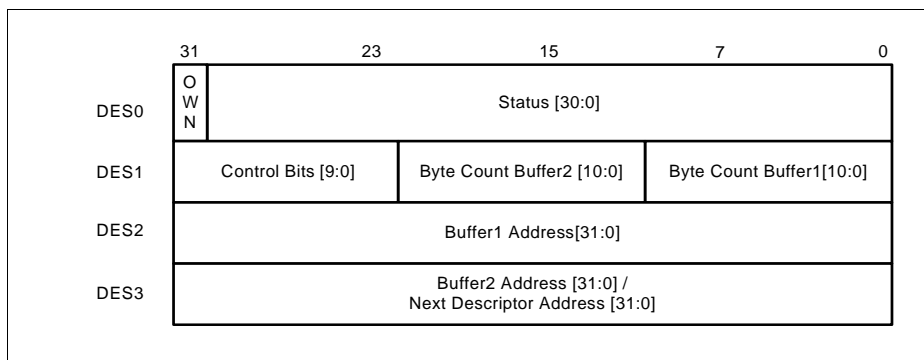 31 23 15 7 0
DES0
O
W
N
Status [30:0]
DES1
Control Bits [9:0]
Byte Count Buffer2 [10:0]
Byte Count Buffer1[10:0]
DES2
Buffer1 Address[31:0]
DES3
Buffer2 Address [31:0] /
Next Descriptor Address [31:0]